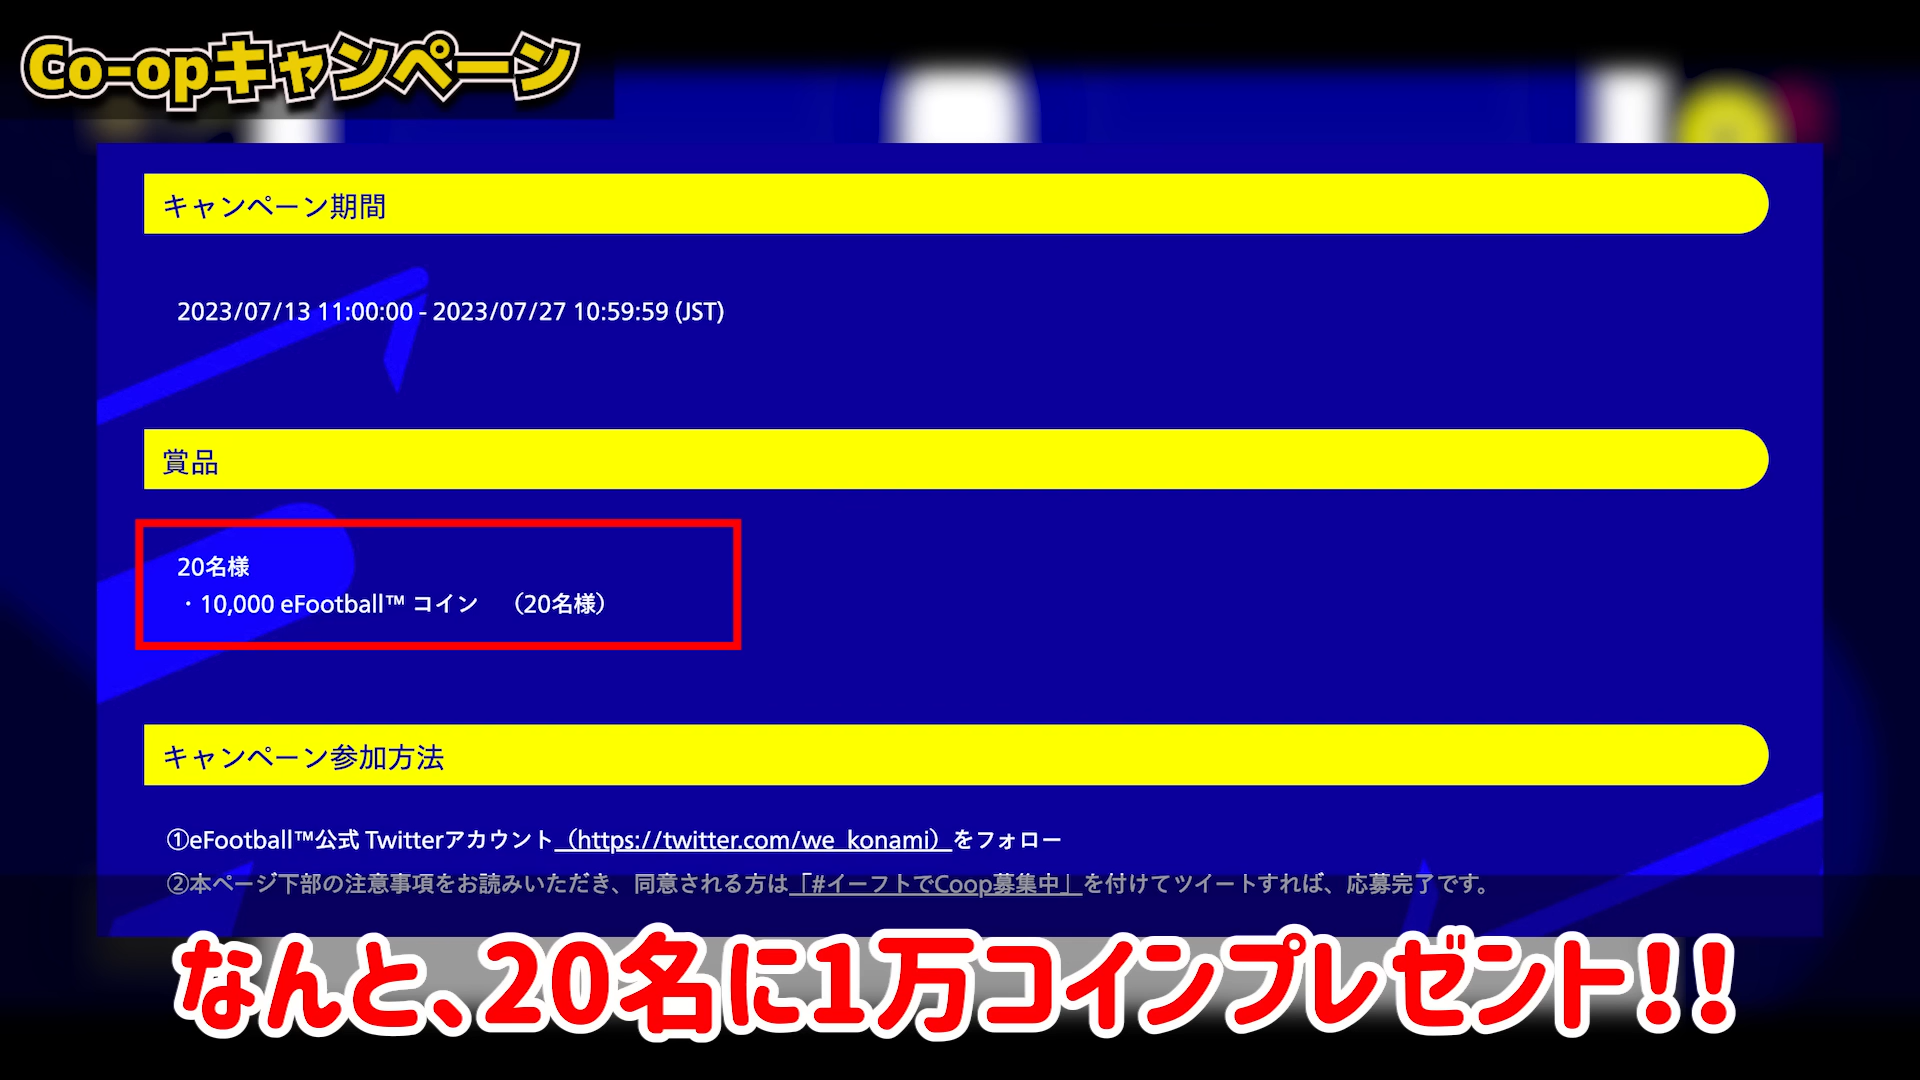 Co-opキャンペーン
キャンペーン期間
2023/07/13 11:00:00 - 2023/07/27 10:59:59 (JST)
賞品
20名様
・10,000 eFootball™ コイン （20名様）
キャンペーン参加方法
①eFootball™公式 Twitterアカウント（https://twitter.com/we_konami）をフォロー
②本ページ下部の注意事項をお読みいただき、同意される方は「#イーフトでCoop募集中」を付けてツイートすれば、応募完了です。
なんと、20名に1万コインプレゼント!!